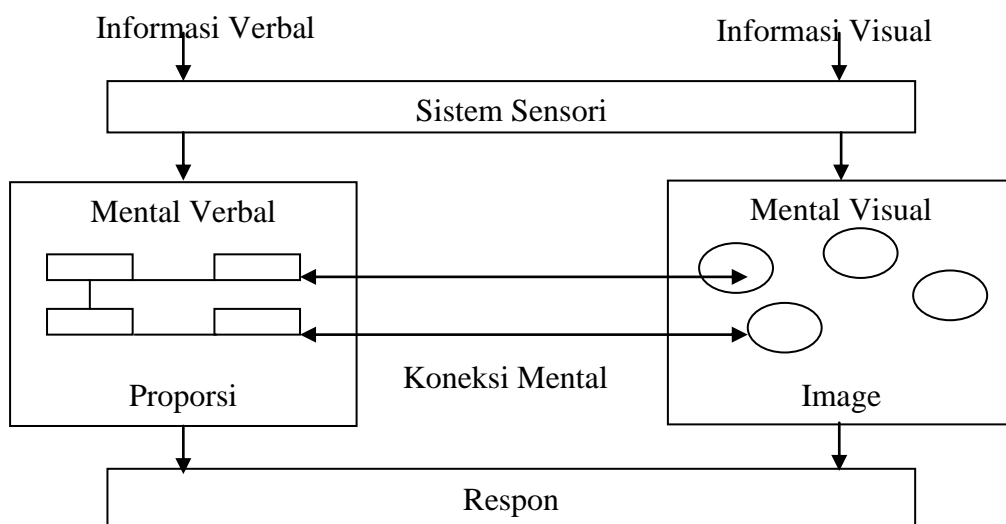 Informasi Verbal
Informasi Visual
Sistem Sensori
Mental Verbal
Mental Visual
Koneksi Mental
Proporsi
Image
Respon